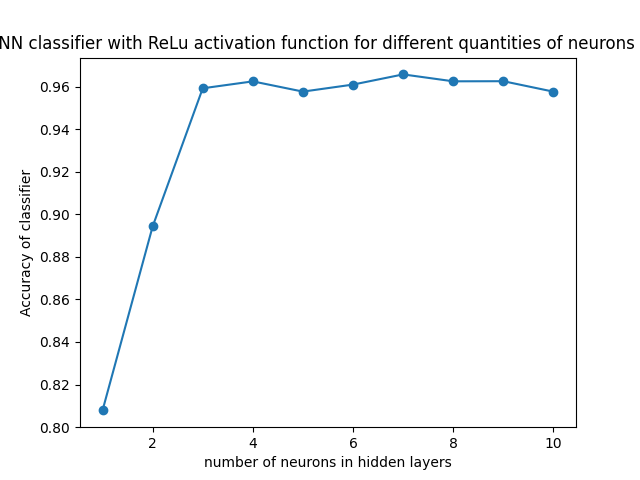 NN classifier with ReLu activation function for different quantities of neurons
0.96
0.94
0.92
0.90
0.88
0.86
0.84
0.82
0.80
Accuracy of classifier
2 4 6 8 10
number of neurons in hidden layers